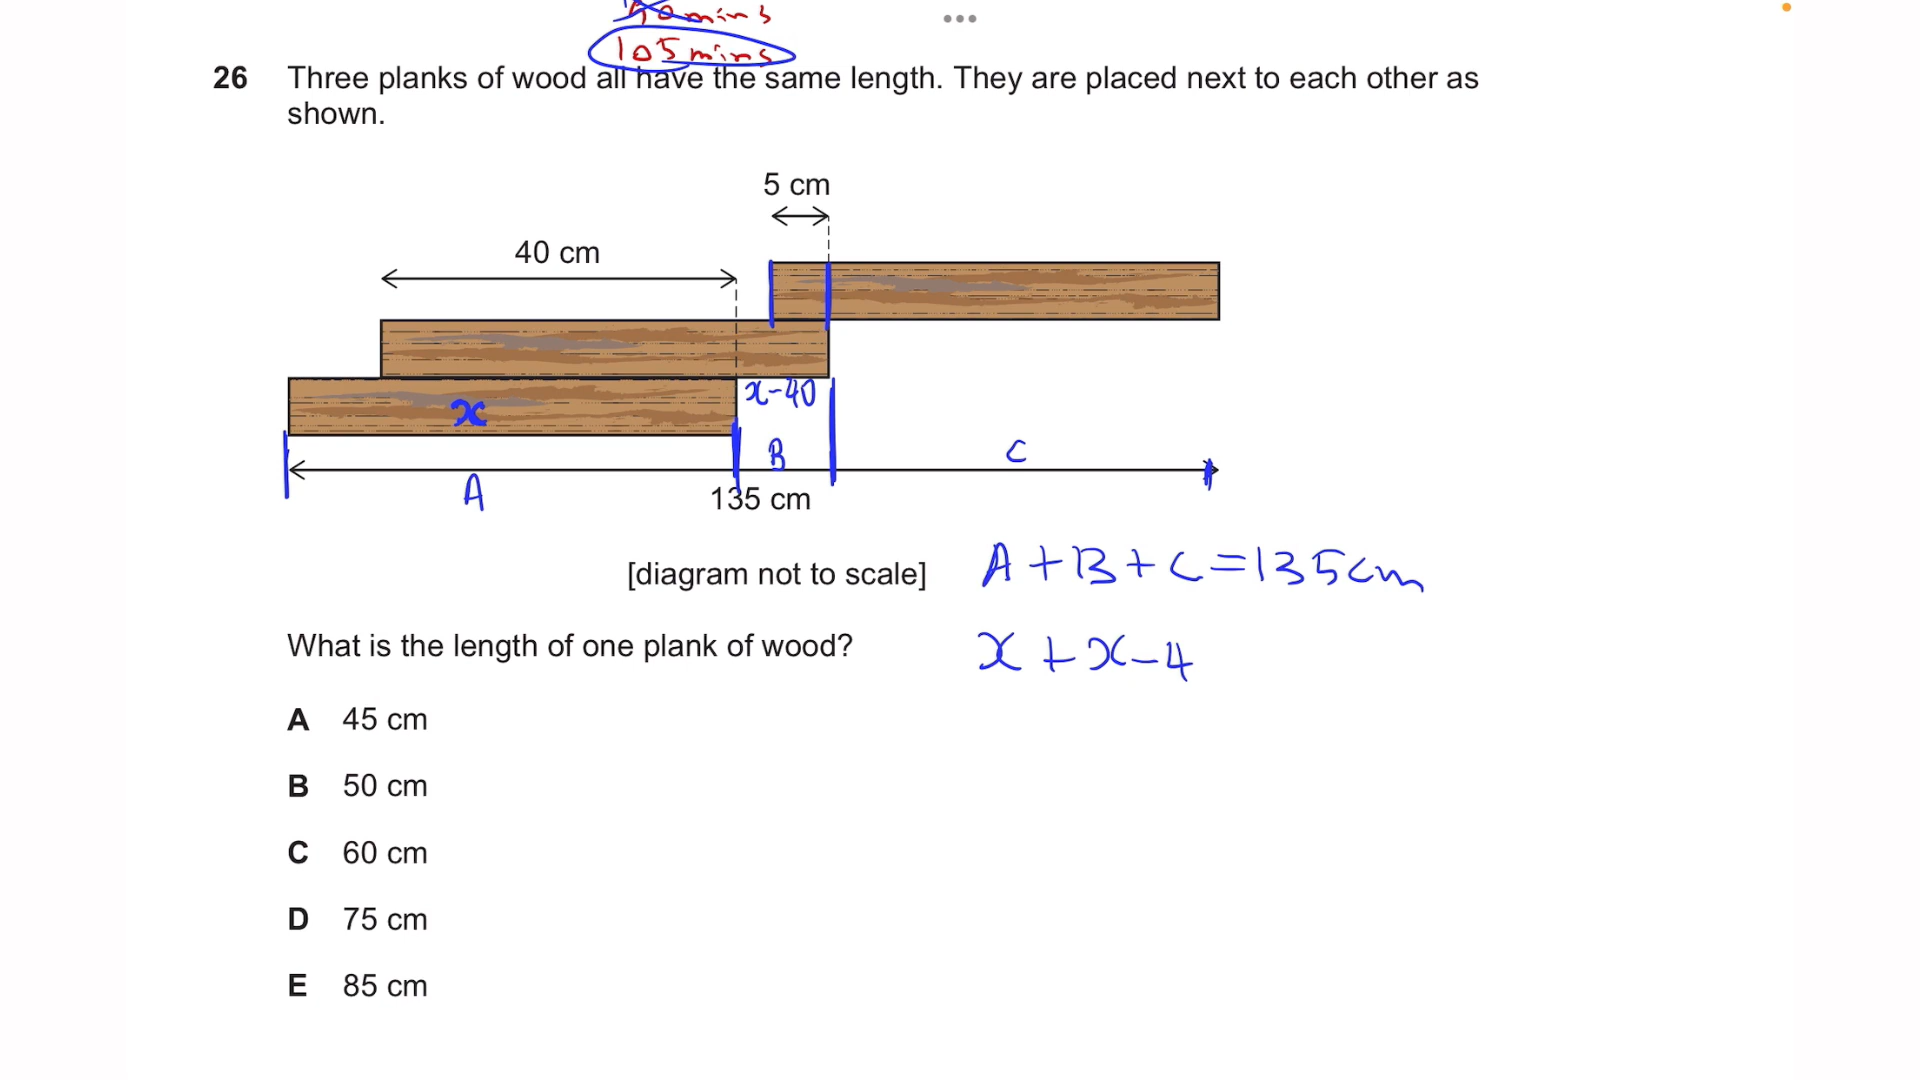 105 mins
26 Three planks of wood all have the same length. They are placed next to each other as
shown.
5 cm
40 cm
x-40
x
B
C
A
135 cm
[diagram not to scale]
A+B+C=135cm
What is the length of one plank of wood?
x+x-4
A 45 cm
B 50 cm
C 60 cm
D 75 cm
E 85 cm